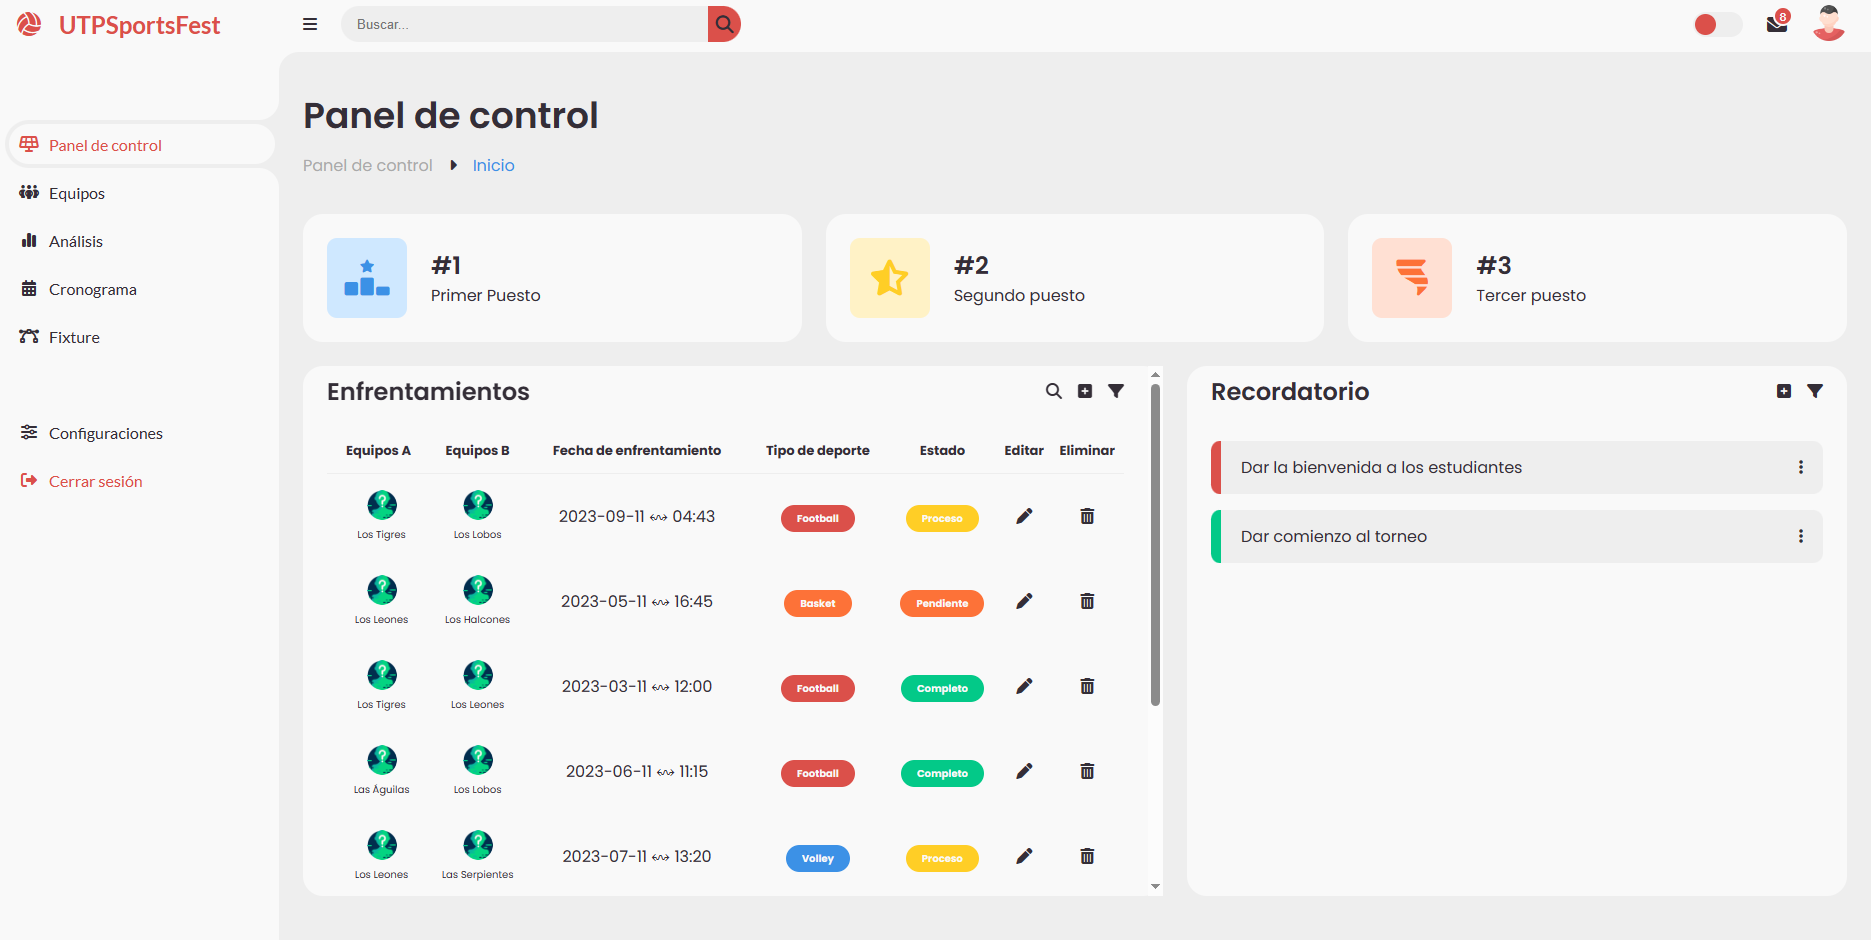 UTPSportsFest
Buscar...
8
Panel de control
Equipos
Análisis
Cronograma
Fixture
Configuraciones
Cerrar sesión
Panel de control
Panel de control Inicio
#1
Primer Puesto
#2
Segundo puesto
#3
Tercer puesto
Enfrentamientos
Equipos A Equipos B Fecha de enfrentamiento Tipo de deporte Estado Editar Eliminar
Los Tigres Los Lobos 2023-09-11 ⇜⇝ 04:43 Football Proceso
Los Leones Los Halcones 2023-05-11 ⇜⇝ 16:45 Basket Pendiente
Los Tigres Los Leones 2023-03-11 ⇜⇝ 12:00 Football Completo
Las Águilas Los Lobos 2023-06-11 ⇜⇝ 11:15 Football Completo
Los Leones Las Serpientes 2023-07-11 ⇜⇝ 13:20 Volley Proceso
Recordatorio
Dar la bienvenida a los estudiantes
Dar comienzo al torneo